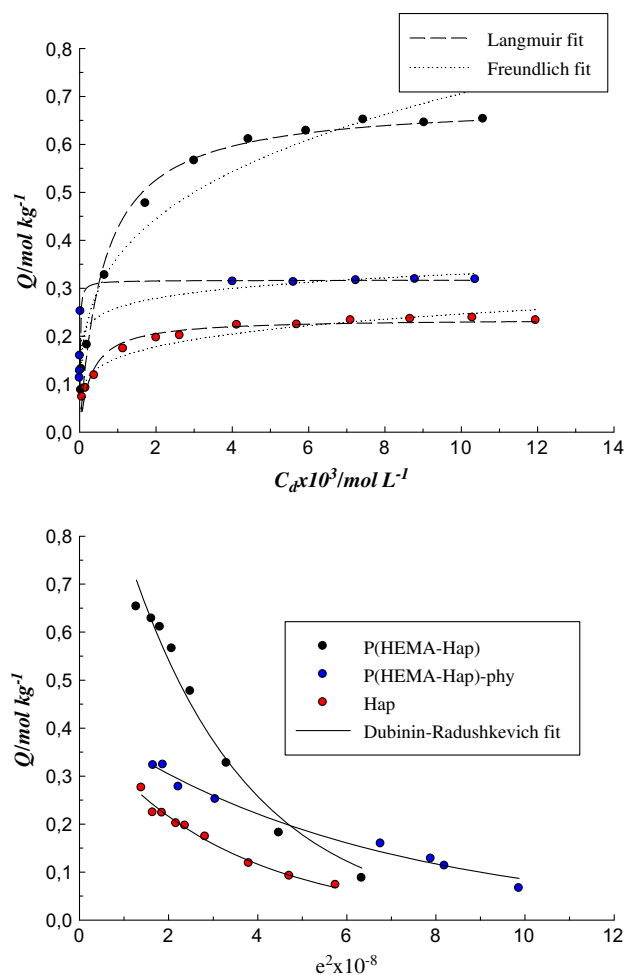 Langmuir fit
Freundlich fit
0,8
0,7
0,6
0,5
0,4
0,3
0,2
0,1
0,0
Q/mol kg⁻¹
0 2 4 6 8 10 12 14
C_dx10³/mol L⁻¹
0,8
0,7
0,6
0,5
0,4
0,3
0,2
0,1
0,0
Q/mol kg⁻¹
P(HEMA-Hap)
P(HEMA-Hap)-phy
Hap
Dubinin-Radushkevich fit
0 2 4 6 8 10 12
e²x10⁻⁸